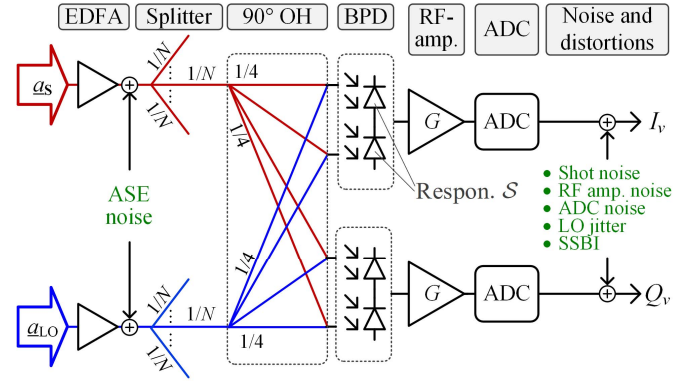 EDFA Splitter 90° OH BPD RF-amp. ADC Noise and distortions
a_S
1/N
1/N
1/N
1/4
1/4
1/4
G
ADC
I_v
ASE noise
Respon. 𝒮
• Shot noise
• RF amp. noise
• ADC noise
• LO jitter
• SSBI
a_LO
1/N
1/N
1/N
1/4
1/4
G
ADC
Q_v